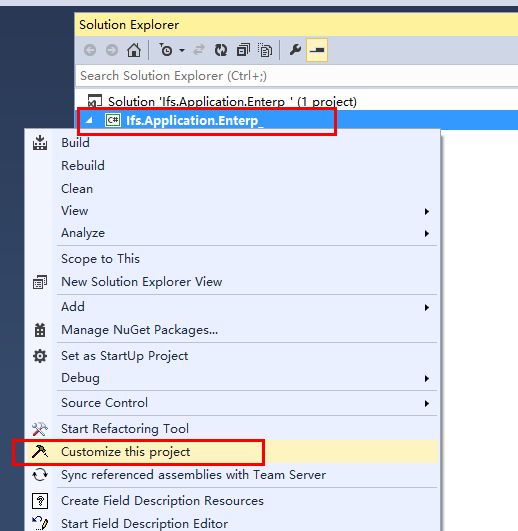 Solution Explorer
Search Solution Explorer (Ctrl+;)
Solution 'Ifs.Application.Enterp_' (1 project)
C# Ifs.Application.Enterp_
Build
Rebuild
Clean
View
Analyze
Scope to This
New Solution Explorer View
Add
Manage NuGet Packages...
Set as StartUp Project
Debug
Source Control
Start Refactoring Tool
Customize this project
Sync referenced assemblies with Team Server
Create Field Description Resources
Start Field Description Editor